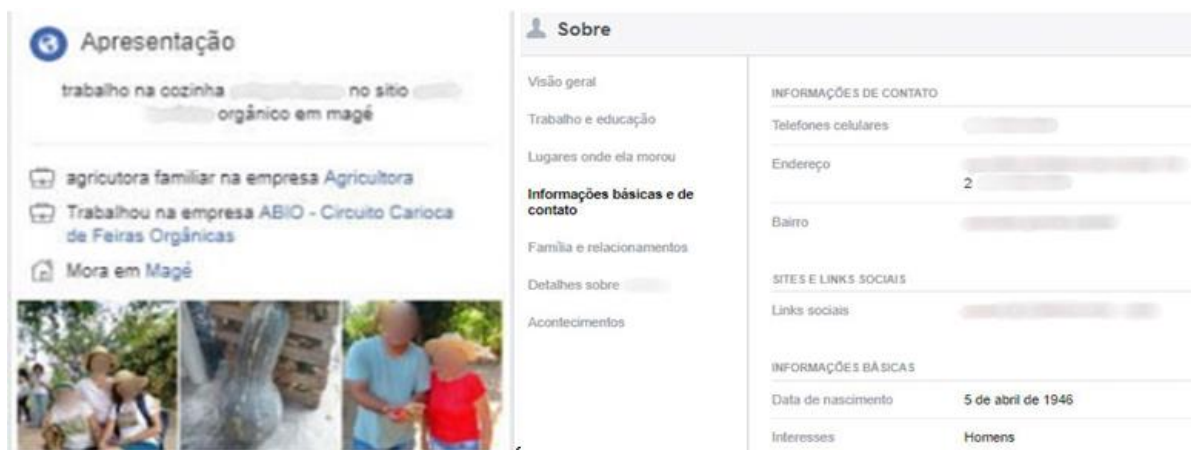 Apresentação
trabalho na cozinha no sitio
orgânico em magé
agricutora familiar na empresa Agricultora
Trabalhou na empresa ABIO - Circuito Carioca
de Feiras Orgânicas
Mora em Magé
Sobre
Visão geral
Trabalho e educação
Lugares onde ela morou
Informações básicas e de
contato
Família e relacionamentos
Detalhes sobre
Acontecimentos
INFORMAÇÕES DE CONTATO
Telefones celulares
Endereço
2
Bairro
SITES E LINKS SOCIAIS
Links sociais
INFORMAÇÕES BÁSICAS
Data de nascimento 5 de abril de 1946
Interesses Homens